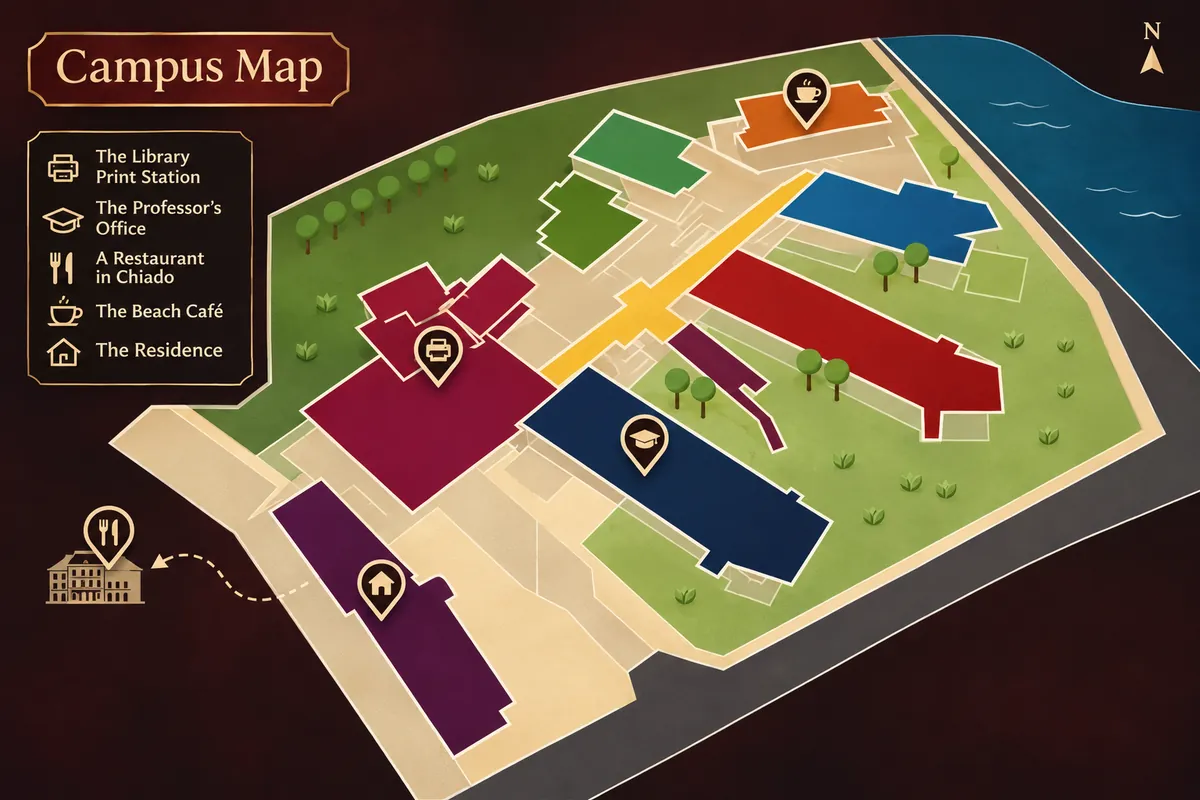 Campus Map
N
The Library
Print Station
The Professor's
Office
A Restaurant
in Chiado
The Beach Café
The Residence